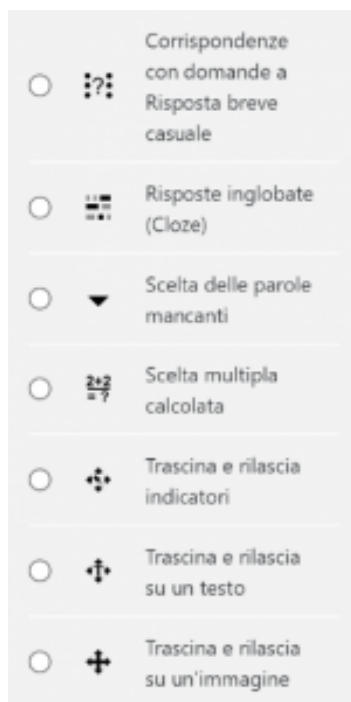 Corrispondenze
con domande a
Risposta breve
casuale
Risposte inglobate
(Cloze)
Scelta delle parole
mancanti
2+2
= ?
Scelta multipla
calcolata
Trascina e rilascia
indicatori
Trascina e rilascia
su un testo
Trascina e rilascia
su un'immagine